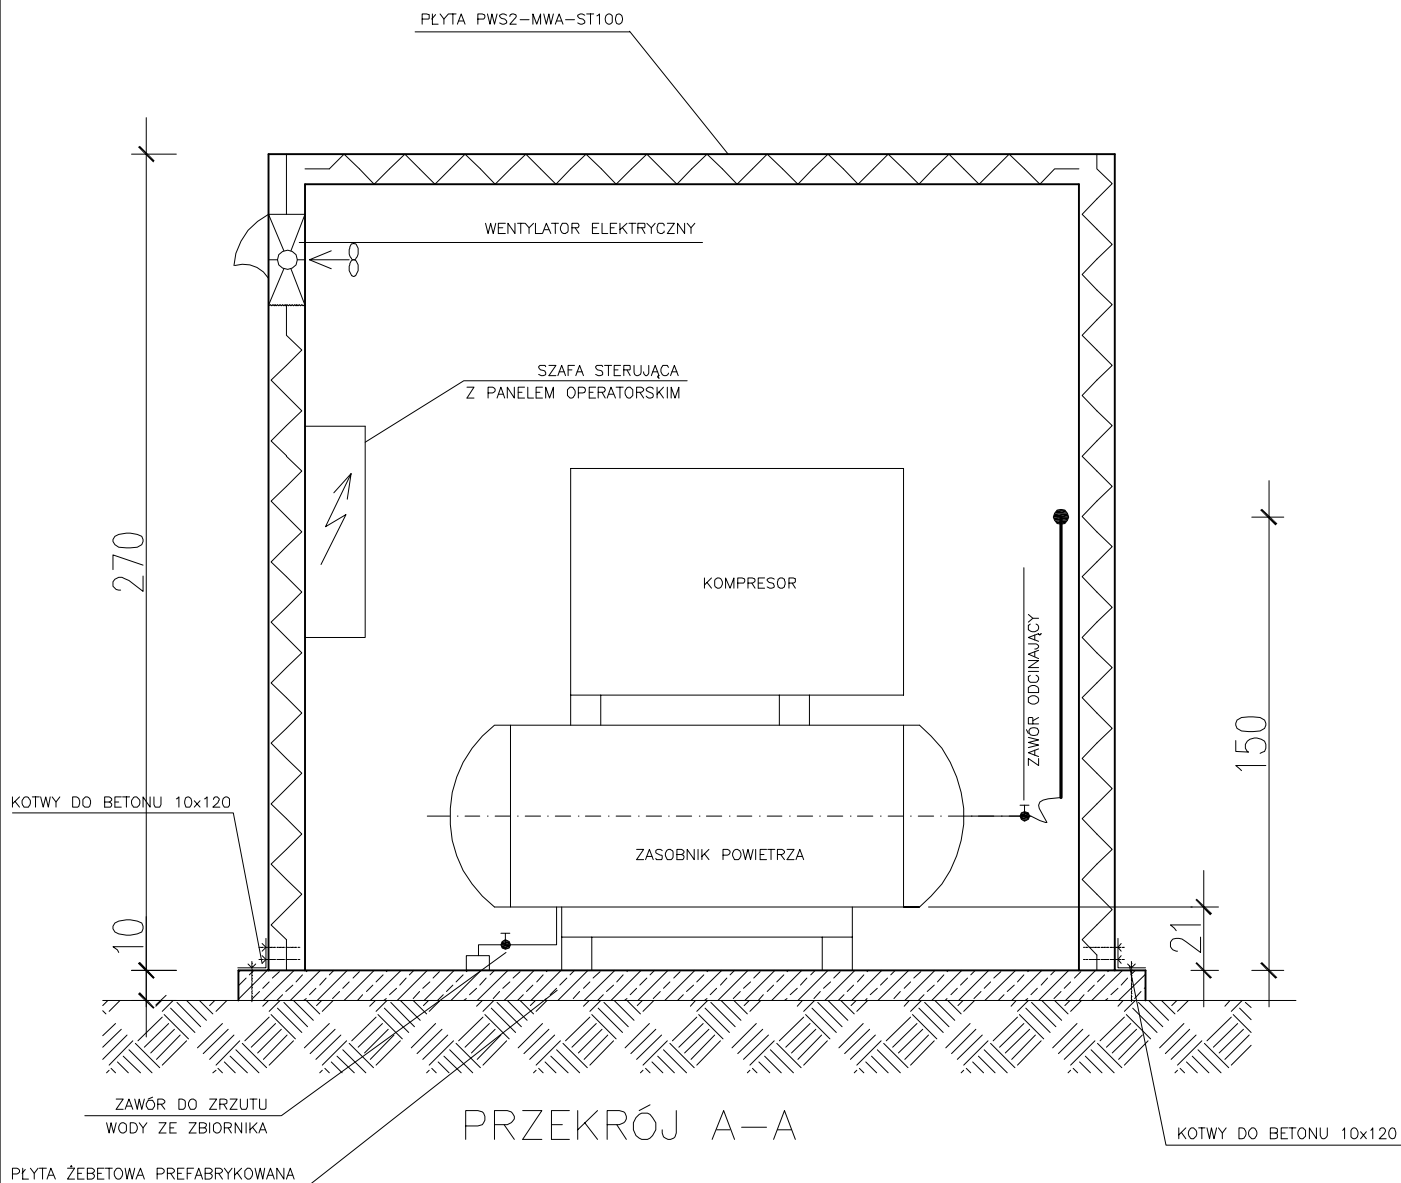 PŁYTA PWS2-MWA-ST100
WENTYLATOR ELEKTRYCZNY
SZAFA STERUJĄCA
Z PANELEM OPERATORSKIM
270
KOMPRESOR
ZAWÓR ODCINAJĄCY
150
KOTWY DO BETONU 10x120
ZASOBNIK POWIETRZA
10
21
ZAWÓR DO ZRZUTU
WODY ZE ZBIORNIKA
PRZEKRÓJ A-A
KOTWY DO BETONU 10x120
PŁYTA ŻEBETOWA PREFABRYKOWANA